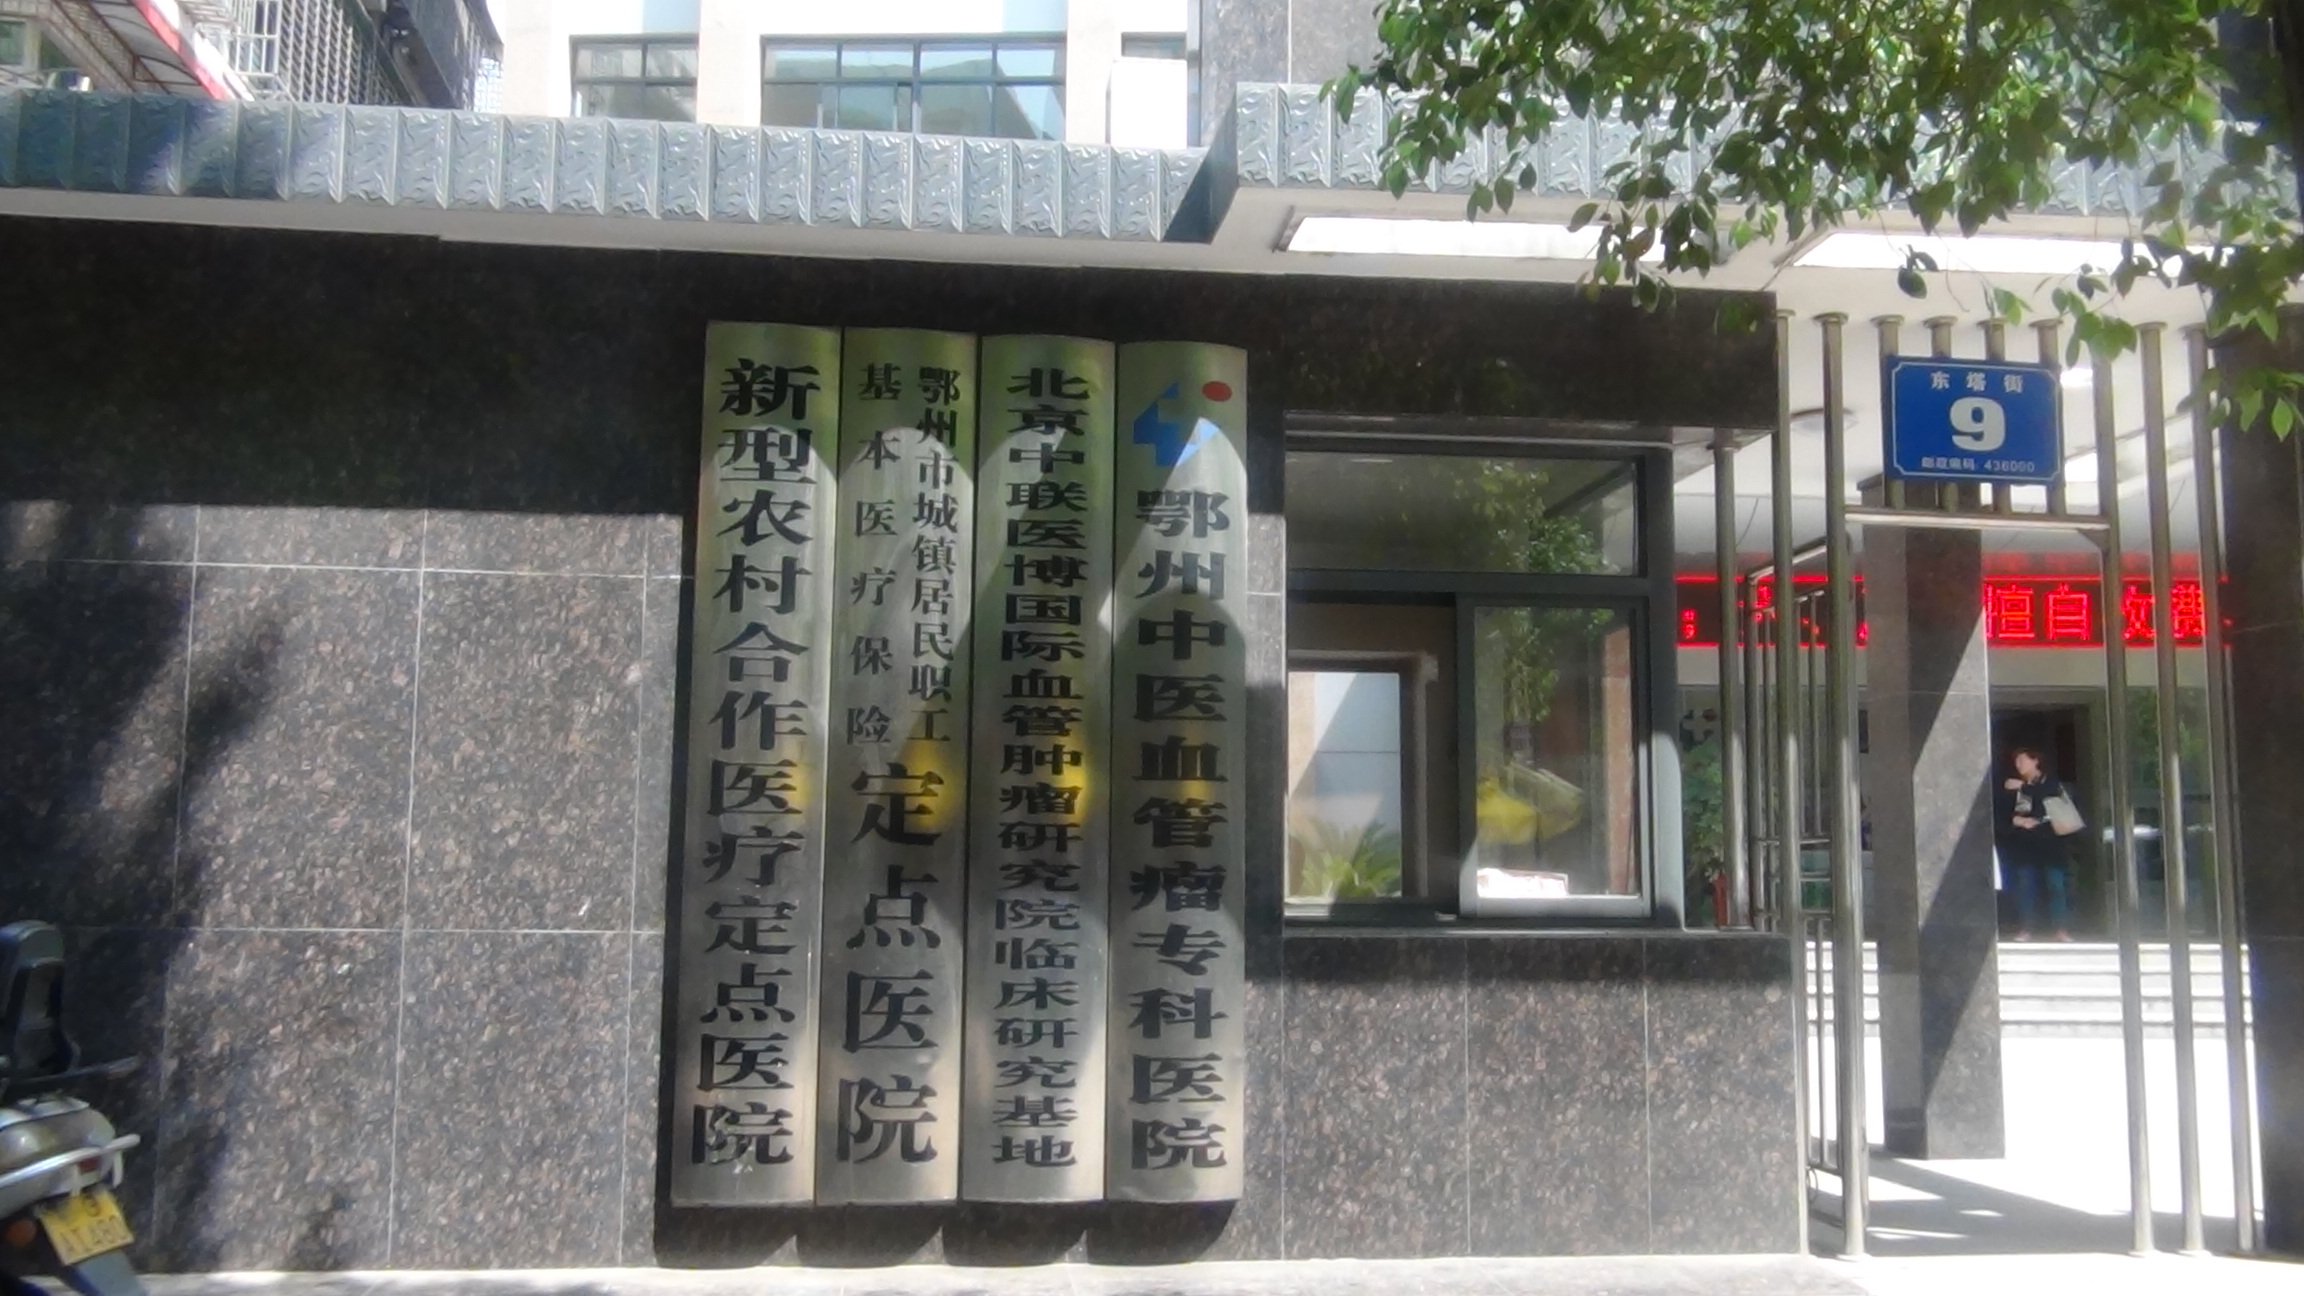 新型农村合作医疗定点医院
鄂州市城镇居民职工
基本医疗保险
定点医院
北京中联医博国际血管肿瘤研究院临床研究基地
鄂州中医血管瘤专科医院
东塔街
9
邮政编码 436000
擅自